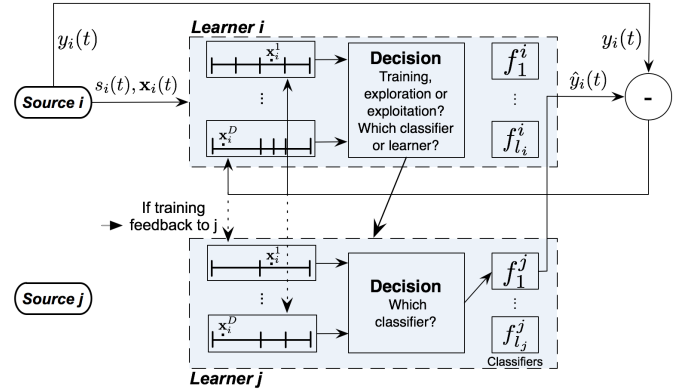 Learner i
y_i(t)
y_i(t)
x_i^1
Decision
Training,
exploration or
exploitation?
Which classifier
or learner?
f_1^i
⋮
s_i(t), x_i(t)
ŷ_i(t)
Source i
-
⋮
x_i^D
f_{l_i}^i
If training
feedback to j
x_i^1
Decision
Which
classifier?
f_1^j
⋮
Source j
⋮
x_i^D
f_{l_j}^j
Classifiers
Learner j